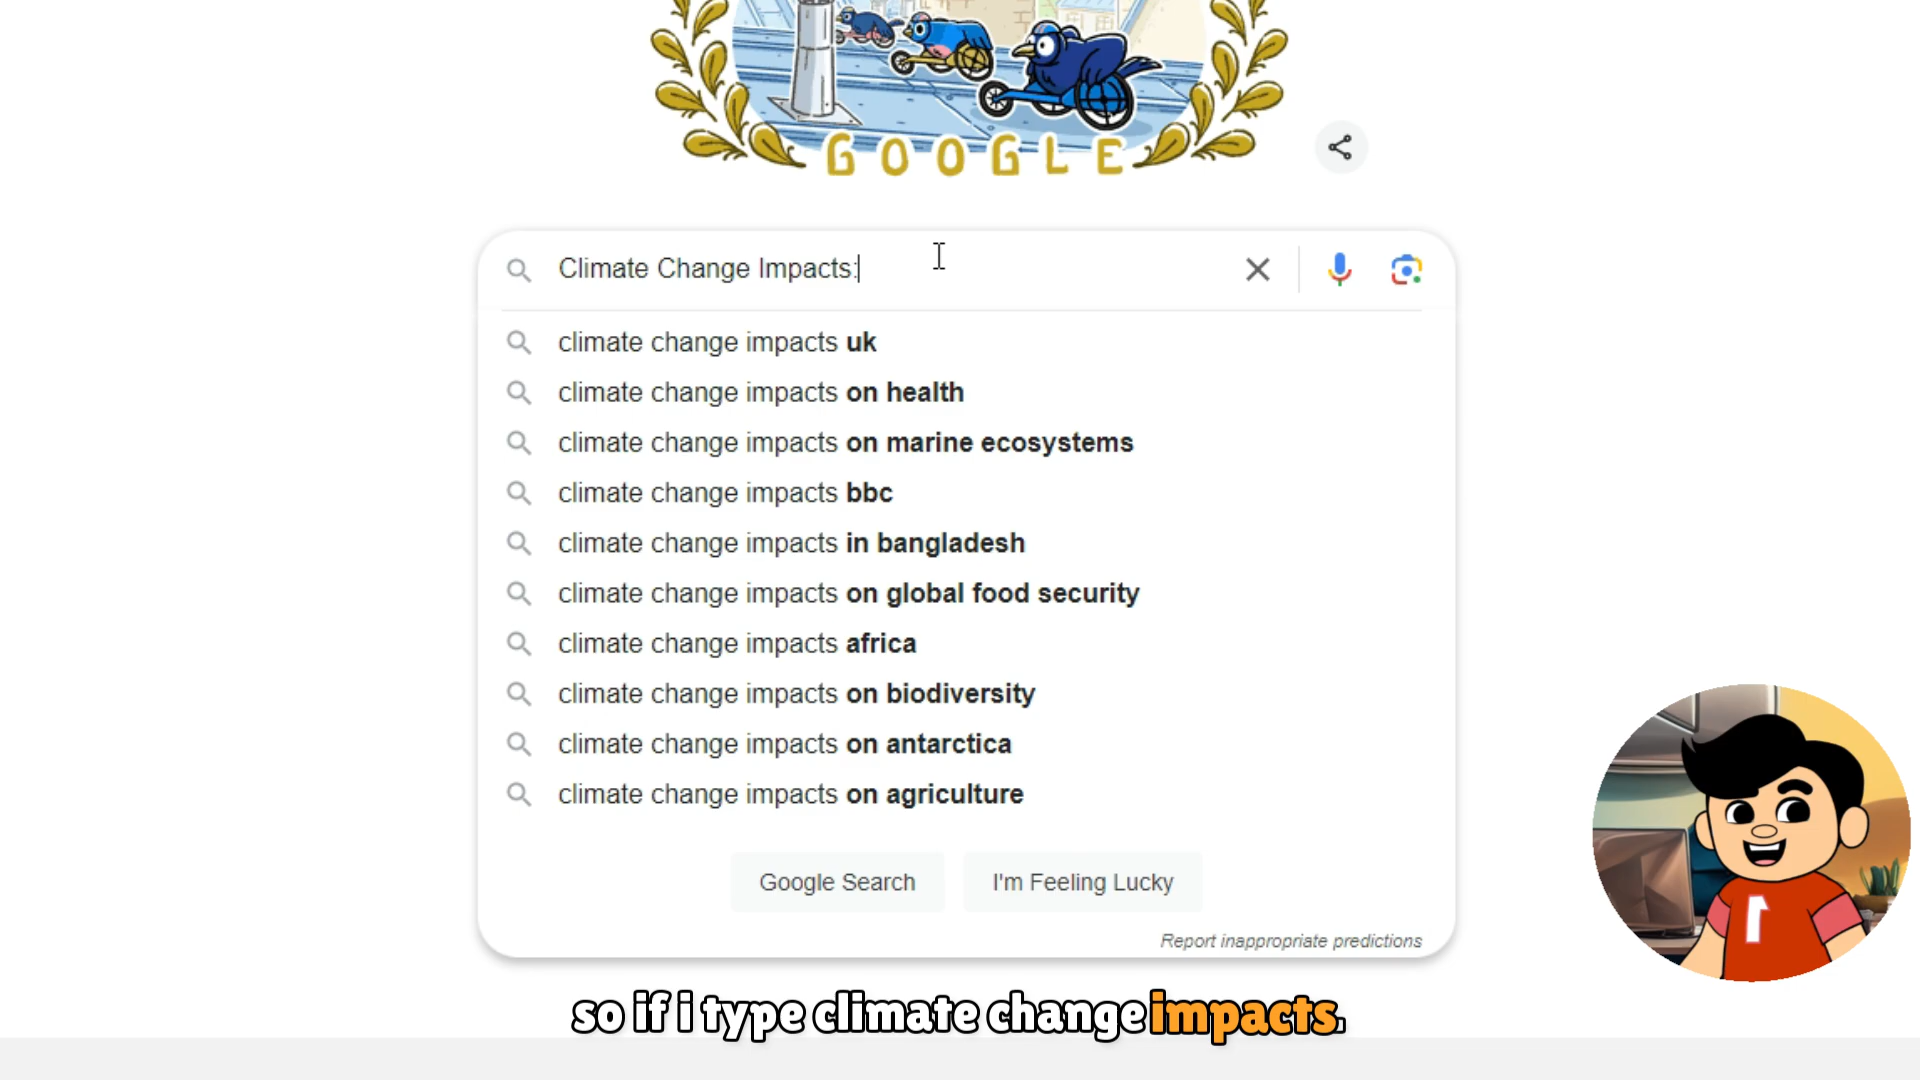 GOOGLE
Climate Change Impacts:
climate change impacts uk
climate change impacts on health
climate change impacts on marine ecosystems
climate change impacts bbc
climate change impacts in bangladesh
climate change impacts on global food security
climate change impacts africa
climate change impacts on biodiversity
climate change impacts on antarctica
climate change impacts on agriculture
Google Search
I'm Feeling Lucky
Report inappropriate predictions
1
so if i type climate change impacts.